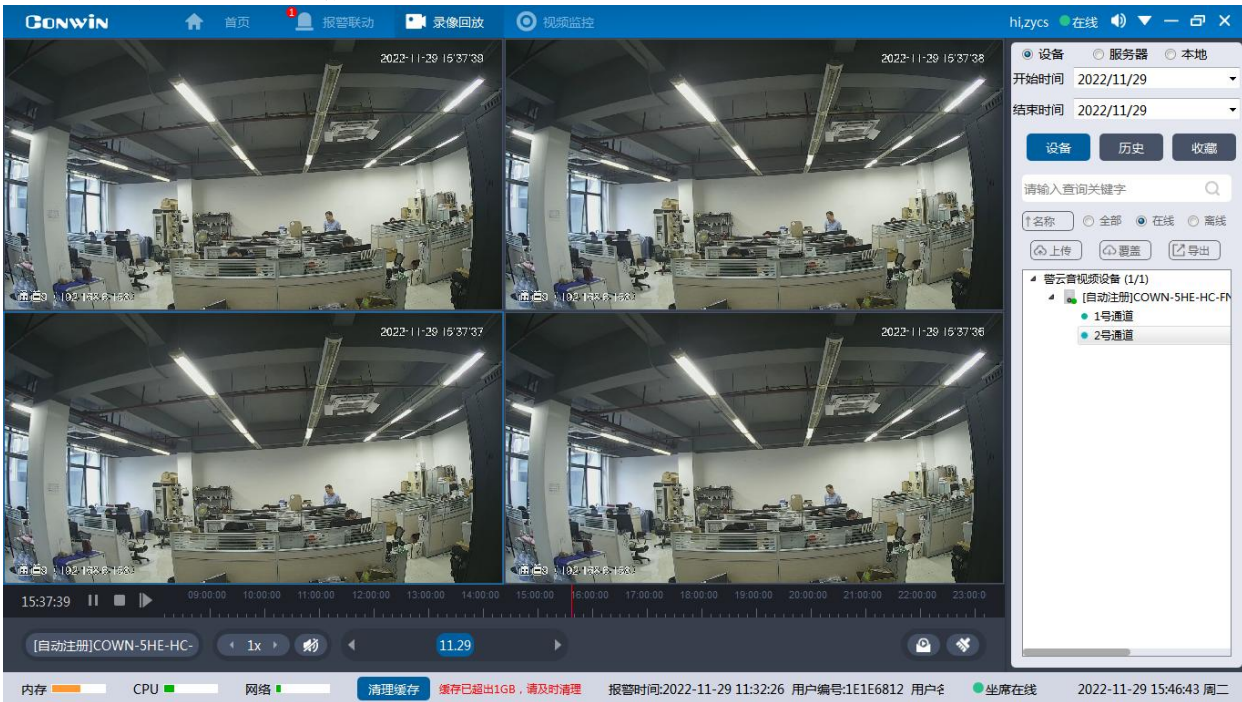 CONWIN 首页 1 报警联动 录像回放 视频监控 hi,zycs 在线
2022-11-29 15:37:39
2022-11-29 15:37:38
设备 服务器 本地
开始时间 2022/11/29
结束时间 2022/11/29
设备 历史 收藏
请输入查询关键字
↑名称 全部 在线 离线
上传 覆盖 导出
警云音视频设备 (1/1)
[自动注册]COWN-5HE-HC-FN
1号通道
2号通道
2022-11-29 15:37:37
2022-11-29 15:37:36
15:37:39 09:00:00 10:00:00 11:00:00 12:00:00 13:00:00 14:00:00 15:00:00 16:00:00 17:00:00 18:00:00 19:00:00 20:00:00 21:00:00 22:00:00 23:00:0
[自动注册]COWN-5HE-HC- 1x 11.29
内存 CPU 网络 清理缓存 缓存已超出1GB，请及时清理 报警时间:2022-11-29 11:32:26 用户编号:1E1E6812 用户名 坐席在线 2022-11-29 15:46:43 周二